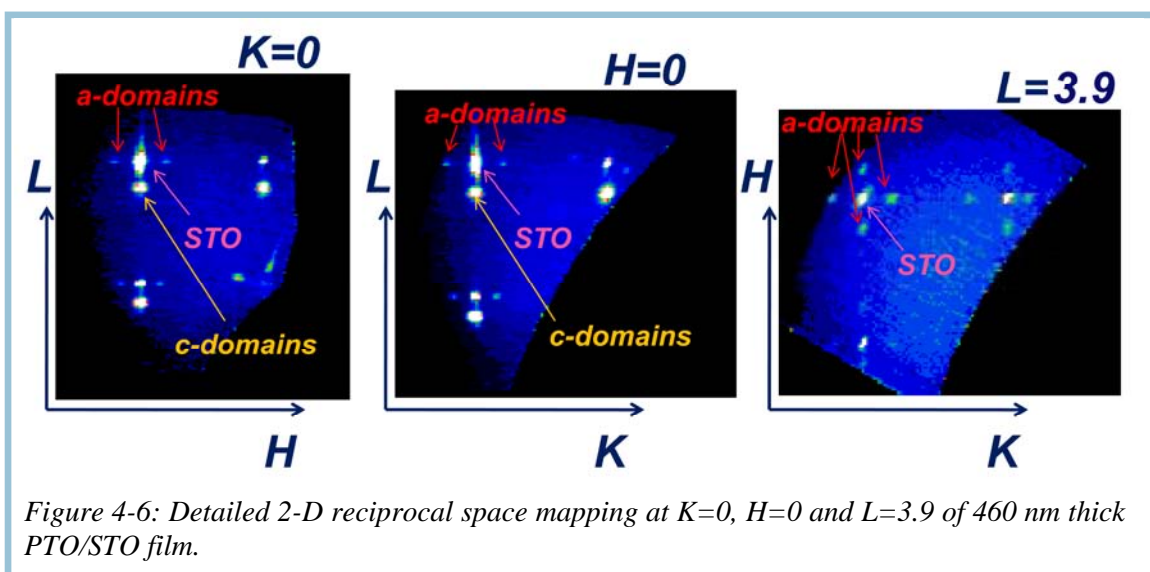 K=0
H=0
L=3.9
a-domains
a-domains
a-domains
L
L
H
STO
STO
STO
c-domains
c-domains
H
K
K
Figure 4-6: Detailed 2-D reciprocal space mapping at K=0, H=0 and L=3.9 of 460 nm thick
PTO/STO film.